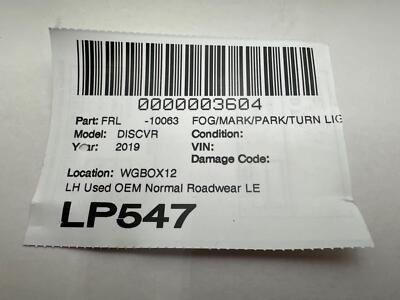 0000003604
Part: FRL -10063 FOG/MARK/PARK/TURN LIG
Model: DISCVR Condition:
Year: 2019 VIN:
Damage Code:
Location: WGBOX12
LH Used OEM Normal Roadwear LE
LP547